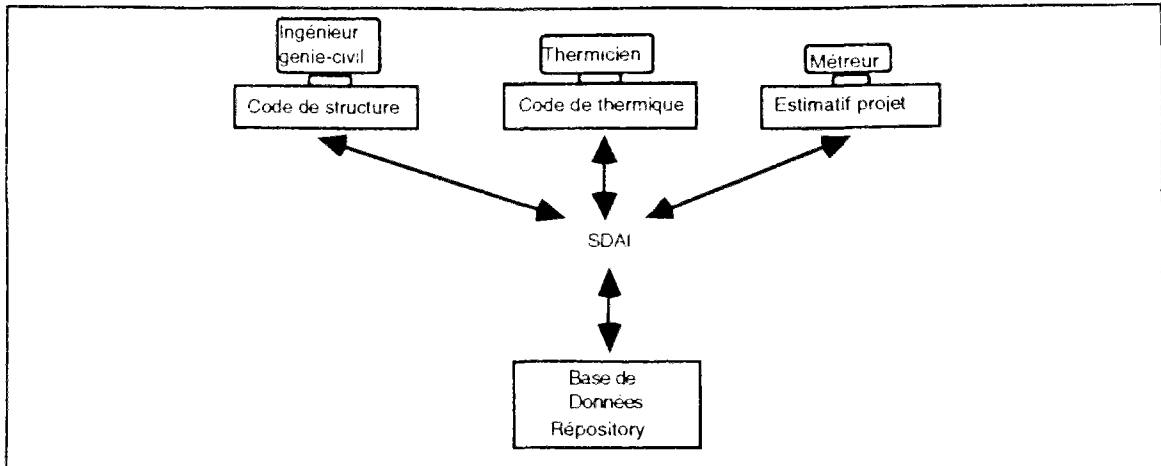 Ingénieur
genie-civil
Code de structure
Thermicien
Code de thermique
Métreur
Estimatif projet
SDAI
Base de
Données
Répository